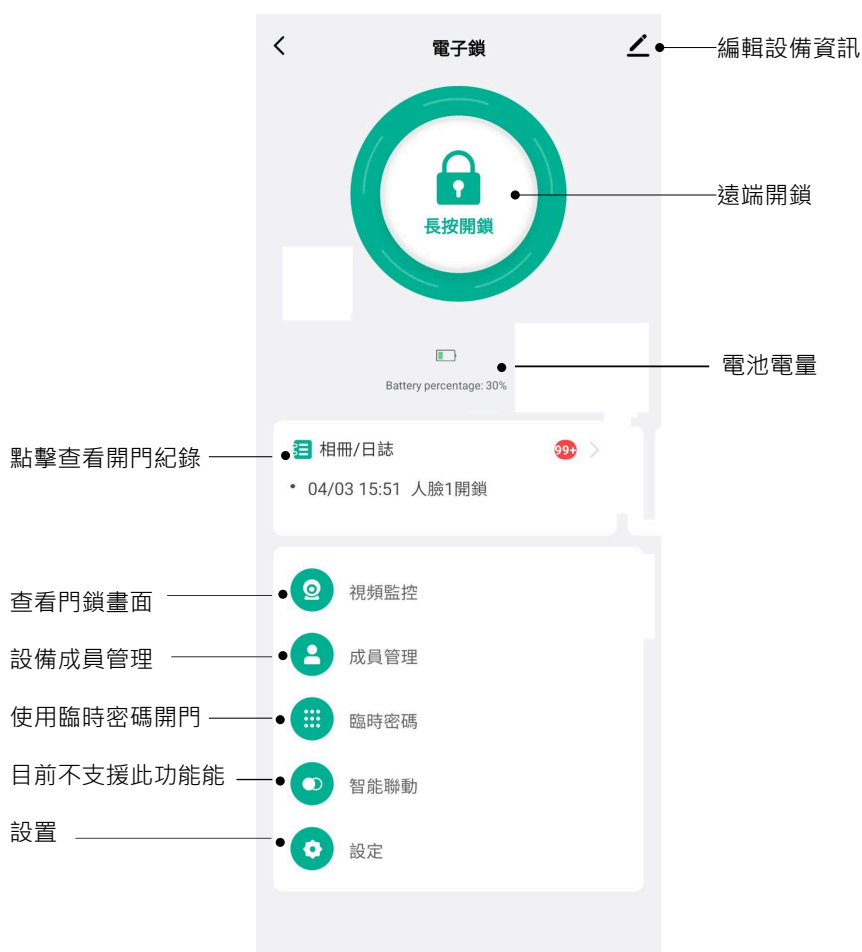 電子鎖
編輯設備資訊
長按開鎖
遠端開鎖
電池電量
Battery percentage: 30%
點擊查看開門紀錄
相冊/日誌
99+
04/03 15:51 人臉1開鎖
查看門鎖畫面
視頻監控
設備成員管理
成員管理
使用臨時密碼開門
臨時密碼
目前不支援此功能能
智能聯動
設置
設定